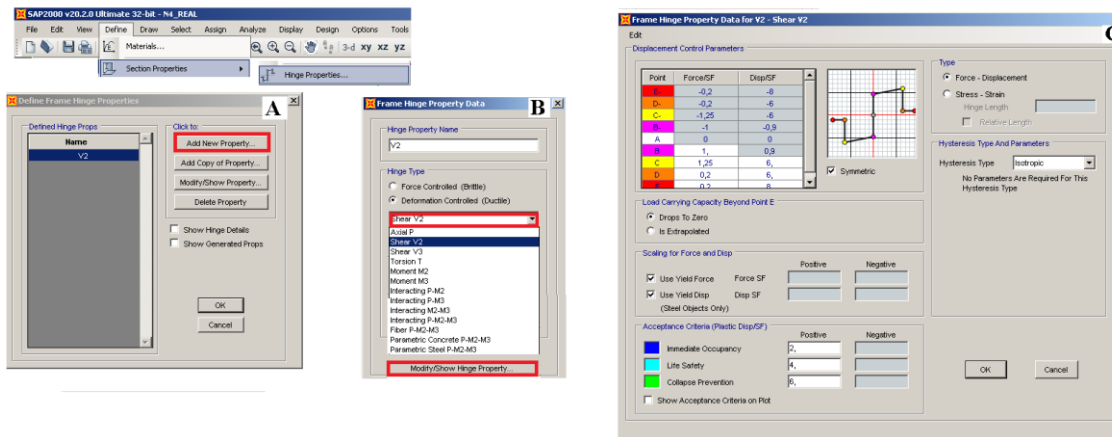 SAP2000 v20.2.0 Ultimate 32-bit - N4_REAL
File Edit View Define Draw Select Assign Analyze Display Design Options Tools
Materials...
3-d xy xz yz
Section Properties
Hinge Properties...
Define Frame Hinge Properties
A
Defined Hinge Props
Name
V2
Click to:
Add New Property...
Add Copy of Property...
Modify/Show Property...
Delete Property
Show Hinge Details
Show Generated Props
OK
Cancel
Frame Hinge Property Data
B
Hinge Property Name
V2
Hinge Type
Force Controlled (Brittle)
Deformation Controlled (Ductile)
Shear V2
Axial P
Shear V2
Shear V3
Torsion T
Moment M2
Moment M3
Interacting P-M2
Interacting P-M3
Interacting M2-M3
Interacting P-M2-M3
Fiber P-M2-M3
Parametric Concrete P-M2-M3
Parametric Steel P-M2-M3
Modify/Show Hinge Property...
Frame Hinge Property Data for V2 - Shear V2
Edit
Displacement Control Parameters
Point Force/SF Disp/SF
E- -0,2 -8
D- -0,2 -6
C- -1,25 -6
B- -1 -0,9
A 0 0
B 1, 0,9
C 1,25 6,
D 0,2 6,
E 0,2 8,
Symmetric
Load Carrying Capacity Beyond Point E
Drops To Zero
Is Extrapolated
Scaling for Force and Disp
Positive Negative
Use Yield Force Force SF
Use Yield Disp Disp SF
(Steel Objects Only)
Acceptance Criteria (Plastic Disp/SF)
Positive Negative
Immediate Occupancy 2,
Life Safety 4,
Collapse Prevention 6,
Show Acceptance Criteria on Plot
Type
Force - Displacement
Stress - Strain
Hinge Length
Relative Length
Hysteresis Type And Parameters
Hysteresis Type Isotropic
No Parameters Are Required For This
Hysteresis Type
OK Cancel